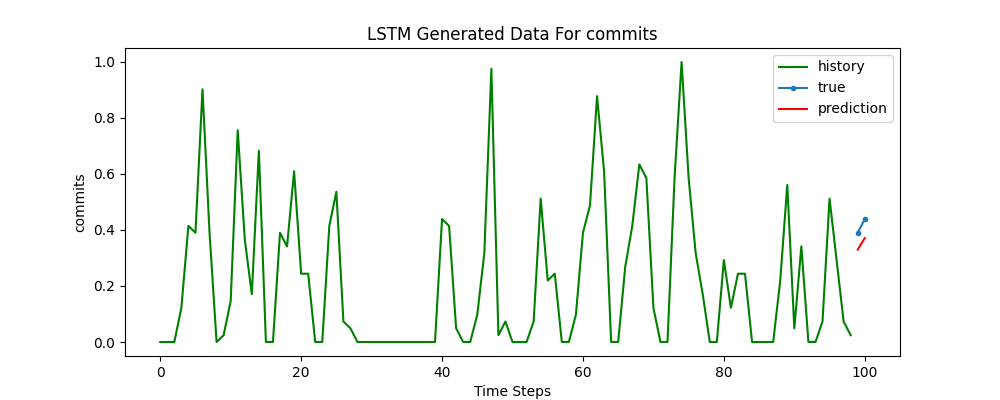 LSTM Generated Data For commits
history
true
prediction
1.0
0.8
0.6
0.4
0.2
0.0
commits
0
20
40
60
80
100
Time Steps